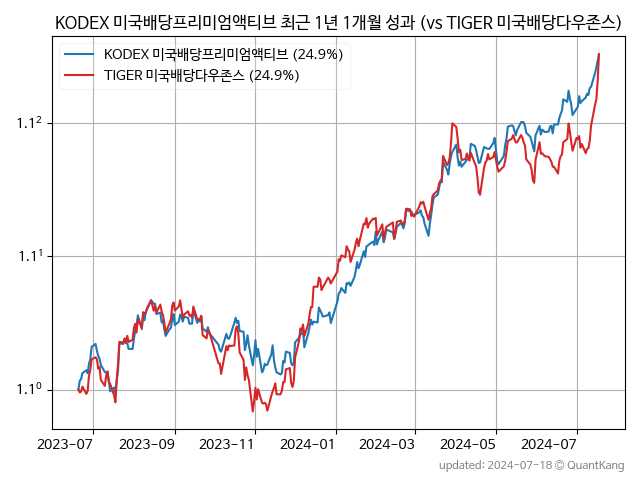 KODEX 미국배당프리미엄액티브 최근 1년 1개월 성과 (vs TIGER 미국배당다우존스)
KODEX 미국배당프리미엄액티브 (24.9%)
TIGER 미국배당다우존스 (24.9%)
1.1²
1.1¹
1.1⁰
2023-07 2023-09 2023-11 2024-01 2024-03 2024-05 2024-07
updated: 2024-07-18 © QuantKang